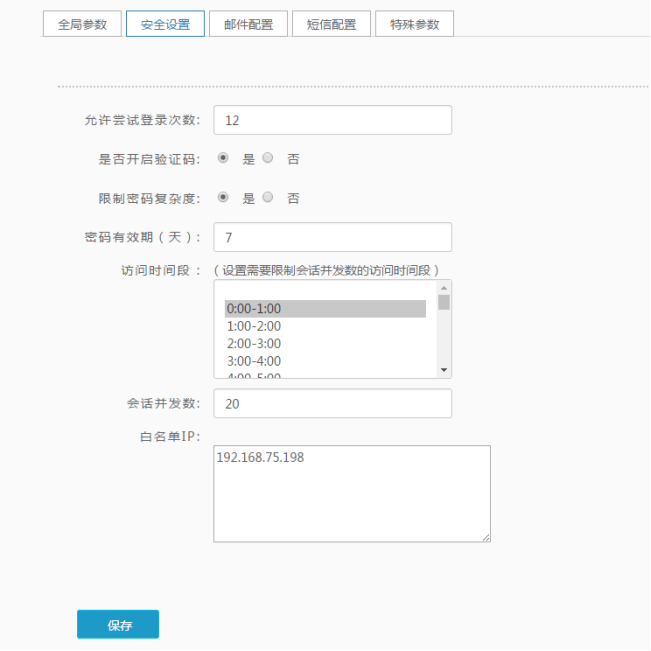 全局参数 安全设置 邮件配置 短信配置 特殊参数
允许尝试登录次数: 12
是否开启验证码: 是 否
限制密码复杂度: 是 否
密码有效期(天): 7
访问时间段: (设置需要限制会话并发数的访问时间段)
0:00-1:00
1:00-2:00
2:00-3:00
3:00-4:00
4:00-5:00
会话并发数: 20
白名单IP:
192.168.75.198
保存